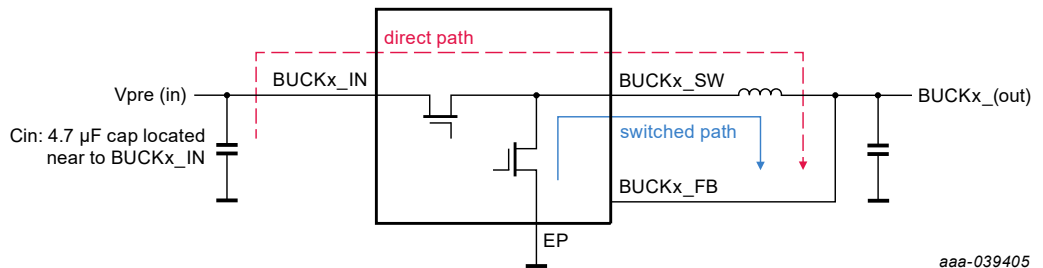 direct path
BUCKx_IN
BUCKx_SW
Vpre (in)
BUCKx_(out)
Cin: 4.7 µF cap located
near to BUCKx_IN
switched path
BUCKx_FB
EP
aaa-039405